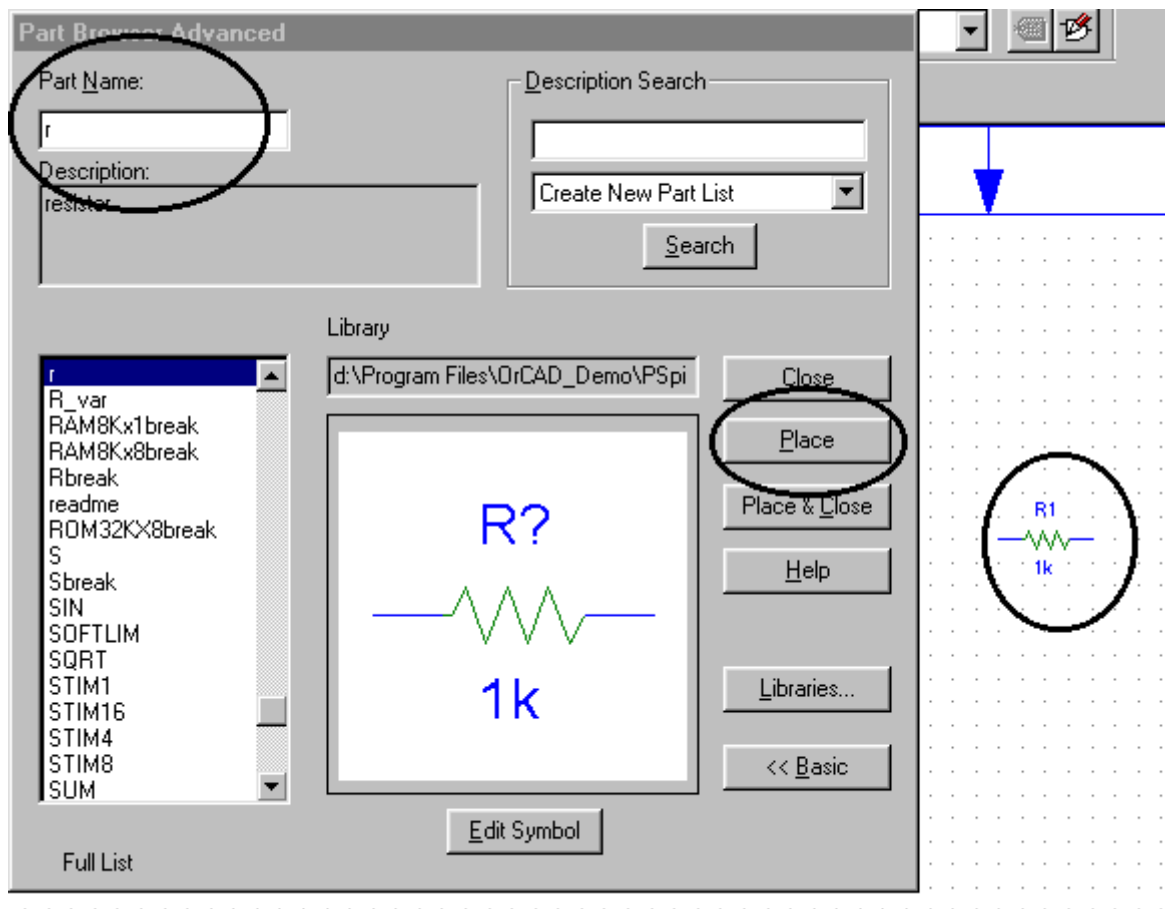 Part Browser Advanced
Part Name:
r
Description:
resistor
Description Search
Create New Part List
Search
Library
d:\Program Files\OrCAD_Demo\PSpi
r
R_var
RAM8Kx1break
RAM8Kx8break
Rbreak
readme
ROM32KX8break
S
Sbreak
SIN
SOFTLIM
SQRT
STIM1
STIM16
STIM4
STIM8
SUM
Full List
R?
1k
Edit Symbol
Close
Place
Place & Close
Help
Libraries...
<< Basic
R1
1k